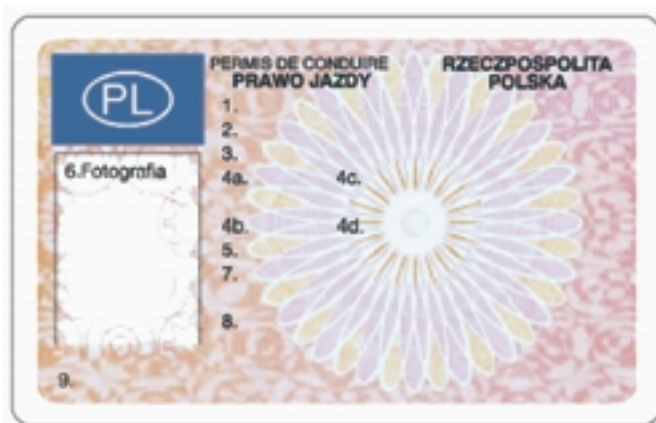 PERMIS DE CONDUIRE
PRAWO JAZDY
RZECZPOSPOLITA
POLSKA
PL
1.
2.
3.
6.Fotografia
4a. 4c.
4b. 4d.
5.
7.
8.
9.